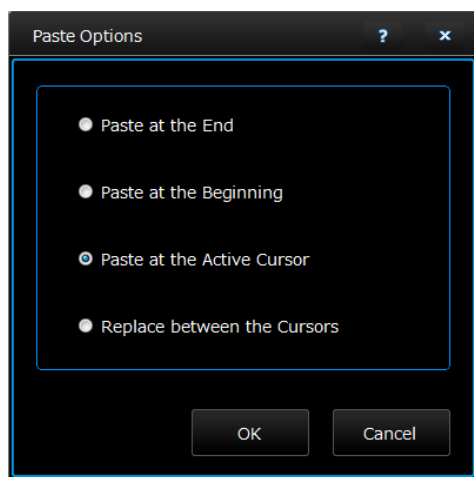 Paste Options ? x
Paste at the End
Paste at the Beginning
Paste at the Active Cursor
Replace between the Cursors
OK Cancel